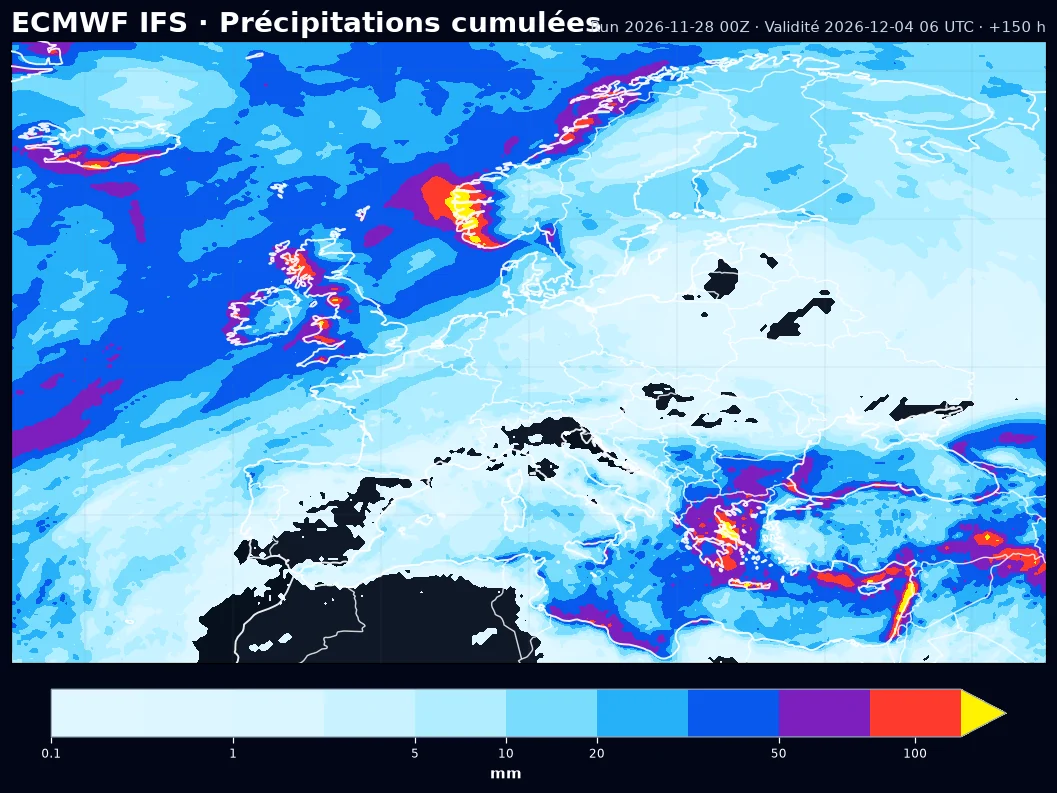 ECMWF IFS · Précipitations cumulées
Run 2026-11-28 00Z · Validité 2026-12-04 06 UTC · +150 h
0.1 1 5 10 20 50 100
mm